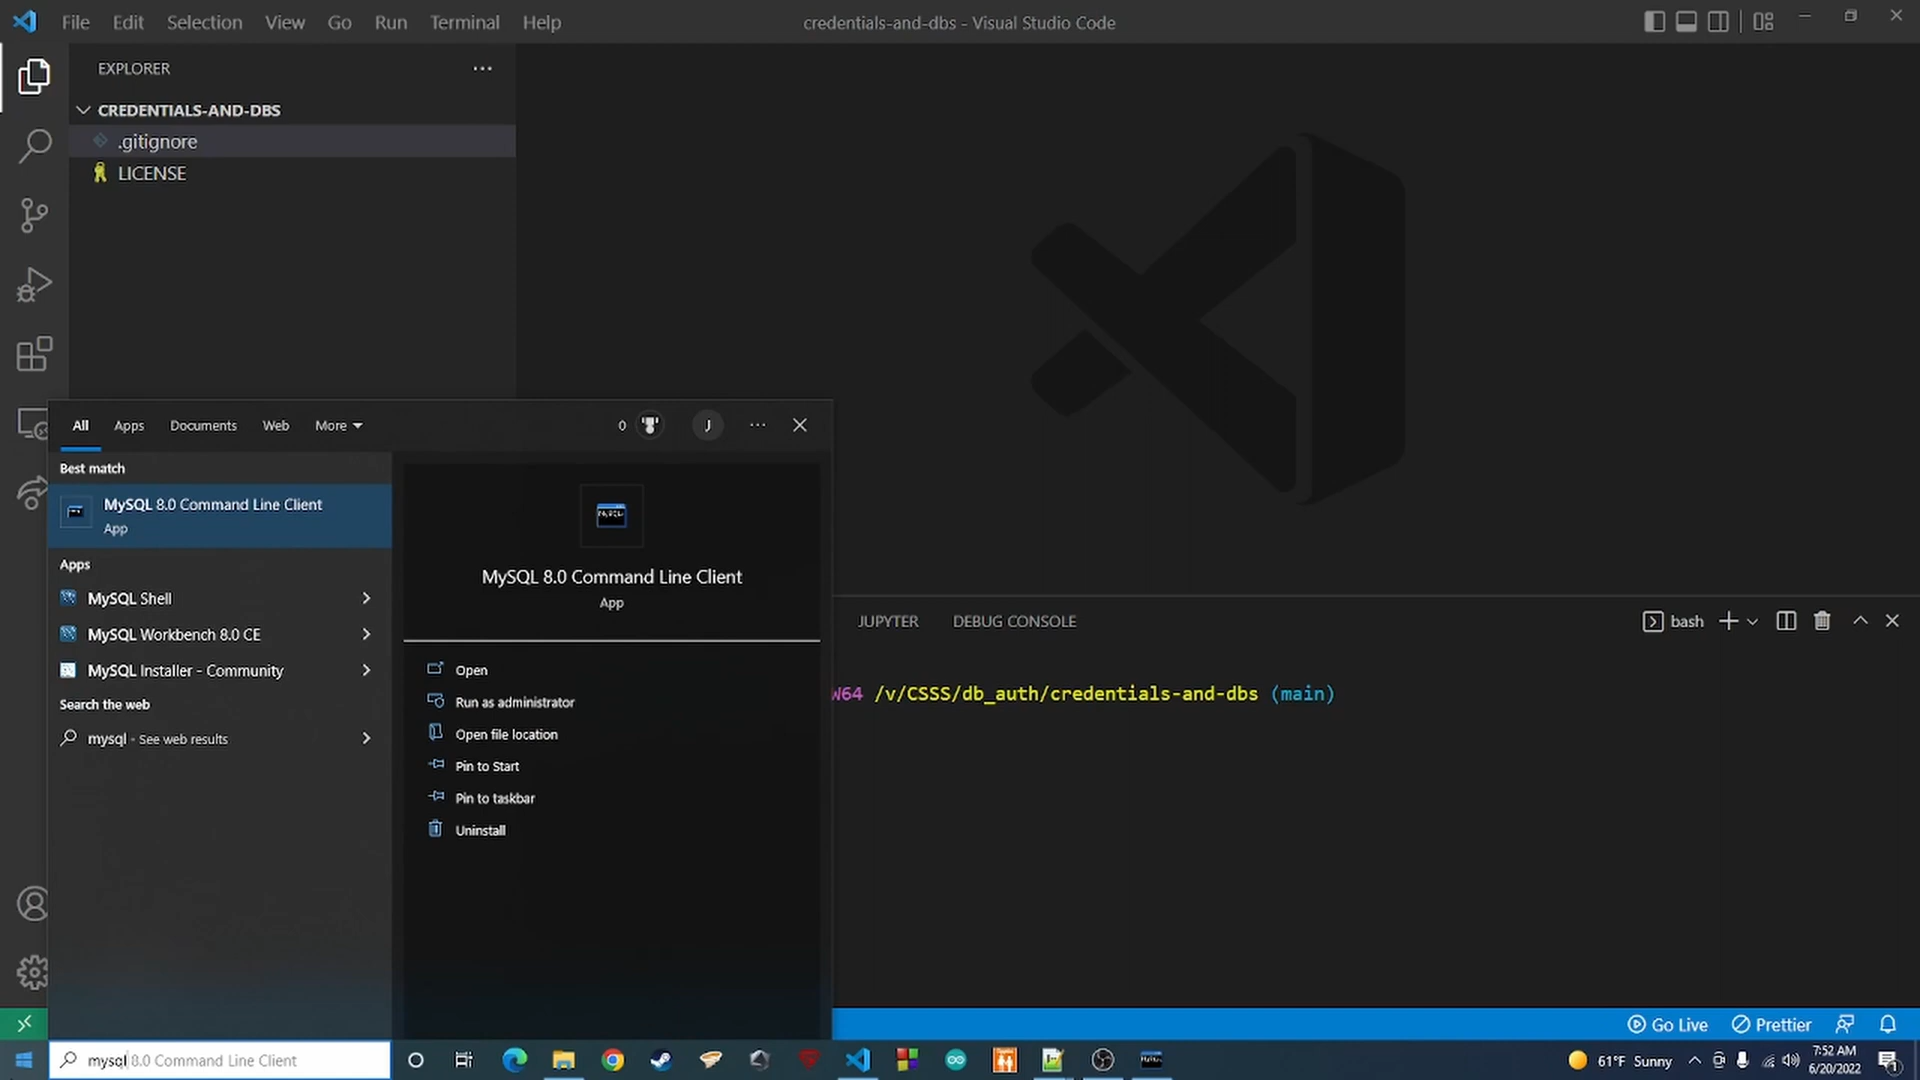 File Edit Selection View Go Run Terminal Help
credentials-and-dbs - Visual Studio Code
EXPLORER
CREDENTIALS-AND-DBS
.gitignore
LICENSE
All Apps Documents Web More
0
J
Best match
MySQL 8.0 Command Line Client
App
Apps
MySQL Shell
MySQL Workbench 8.0 CE
MySQL Installer - Community
Search the web
mysql - See web results
MySQL 8.0 Command Line Client
App
Open
Run as administrator
Open file location
Pin to Start
Pin to taskbar
Uninstall
JUPYTER DEBUG CONSOLE
bash
W64 /v/CSSS/db_auth/credentials-and-dbs (main)
Go Live Prettier
mysql 8.0 Command Line Client
61°F Sunny
7:52 AM
6/20/2022